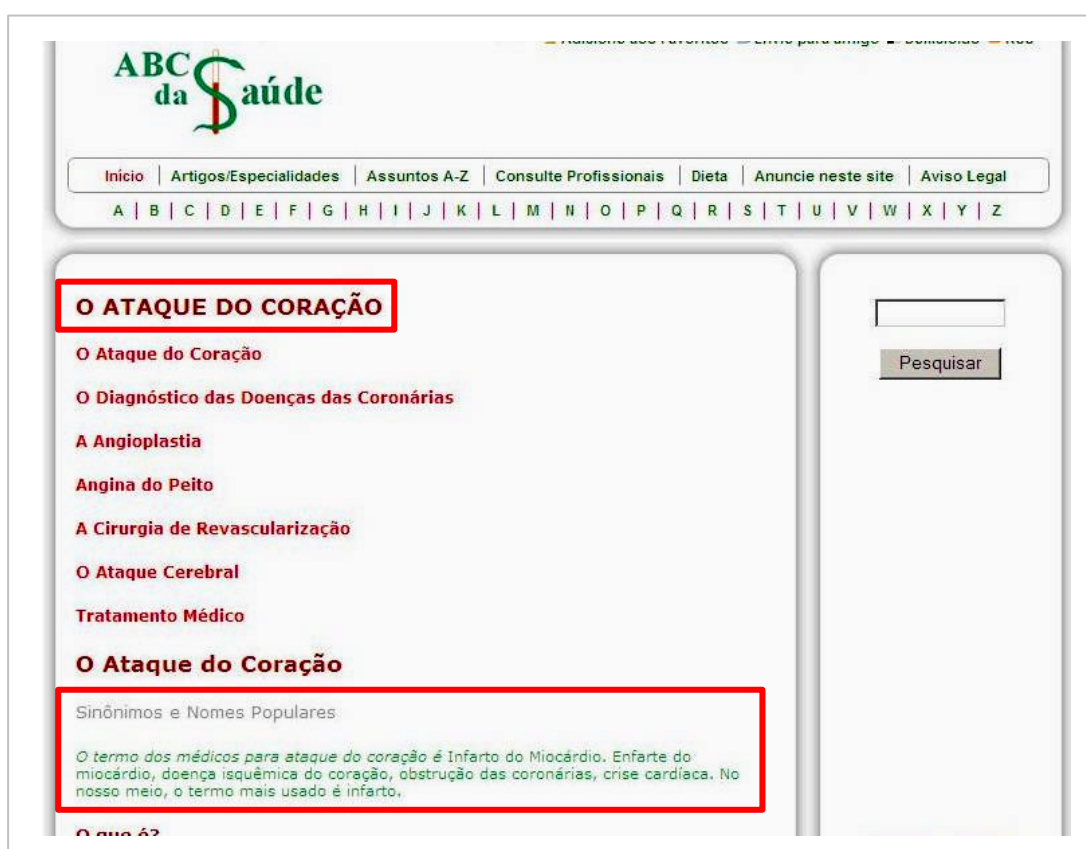 ABC
da Saúde
Início | Artigos/Especialidades | Assuntos A-Z | Consulte Profissionais | Dieta | Anuncie neste site | Aviso Legal
A | B | C | D | E | F | G | H | I | J | K | L | M | N | O | P | Q | R | S | T | U | V | W | X | Y | Z
O ATAQUE DO CORAÇÃO
O Ataque do Coração
O Diagnóstico das Doenças das Coronárias
A Angioplastia
Angina do Peito
A Cirurgia de Revascularização
O Ataque Cerebral
Tratamento Médico
O Ataque do Coração
Sinônimos e Nomes Populares
O termo dos médicos para ataque do coração é Infarto do Miocárdio. Enfarte do
miocárdio, doença isquêmica do coração, obstrução das coronárias, crise cardíaca. No
nosso meio, o termo mais usado é infarto.
O que é?
Pesquisar